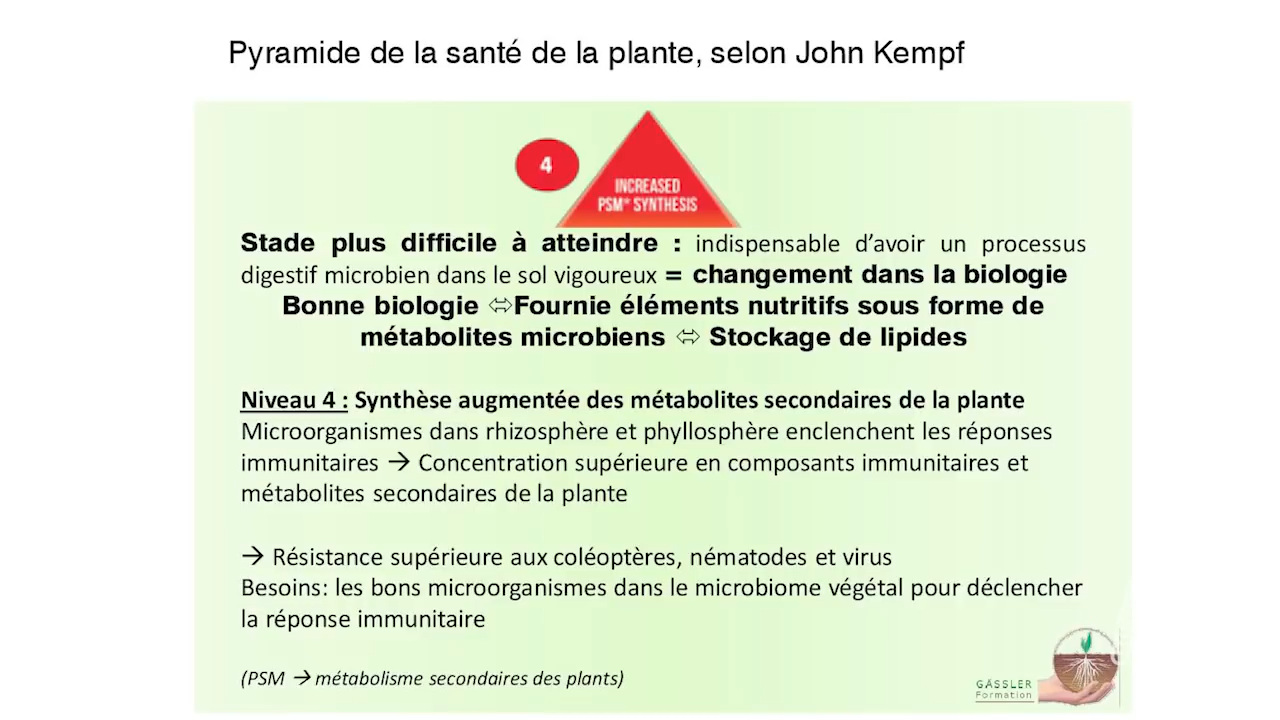 Pyramide de la santé de la plante, selon John Kempf
4
INCREASED
PSM* SYNTHESIS
Stade plus difficile à atteindre : indispensable d’avoir un processus
digestif microbien dans le sol vigoureux = changement dans la biologie
Bonne biologie ⬄Fournie éléments nutritifs sous forme de
métabolites microbiens ⬄ Stockage de lipides
Niveau 4 : Synthèse augmentée des métabolites secondaires de la plante
Microorganismes dans rhizosphère et phyllosphère enclenchent les réponses
immunitaires → Concentration supérieure en composants immunitaires et
métabolites secondaires de la plante
→ Résistance supérieure aux coléoptères, nématodes et virus
Besoins: les bons microorganismes dans le microbiome végétal pour déclencher
la réponse immunitaire
(PSM → métabolisme secondaires des plants)
GÄSSLER
Formation